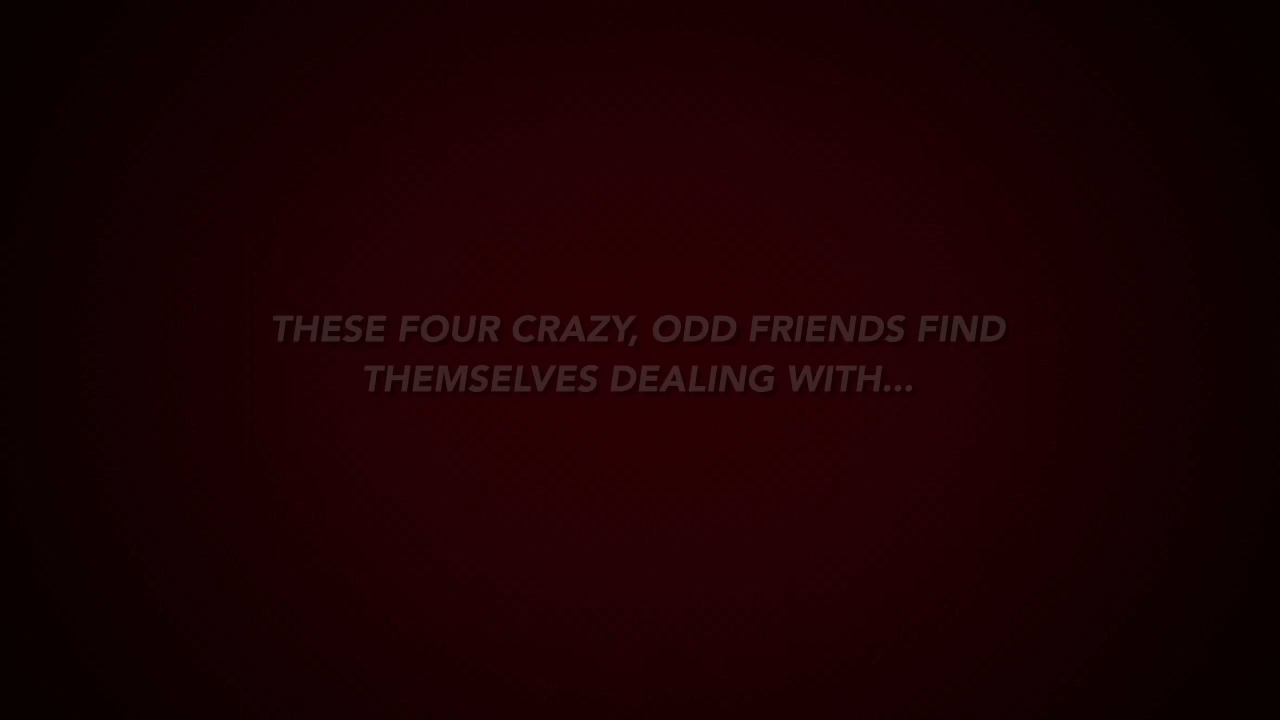 THESE FOUR CRAZY, ODD FRIENDS FIND
THEMSELVES DEALING WITH...